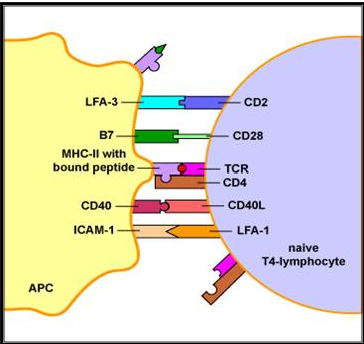 LFA-3
CD2
B7
CD28
MHC-II with
bound peptide
TCR
CD4
CD40
CD40L
ICAM-1
LFA-1
naive
T4-lymphocyte
APC